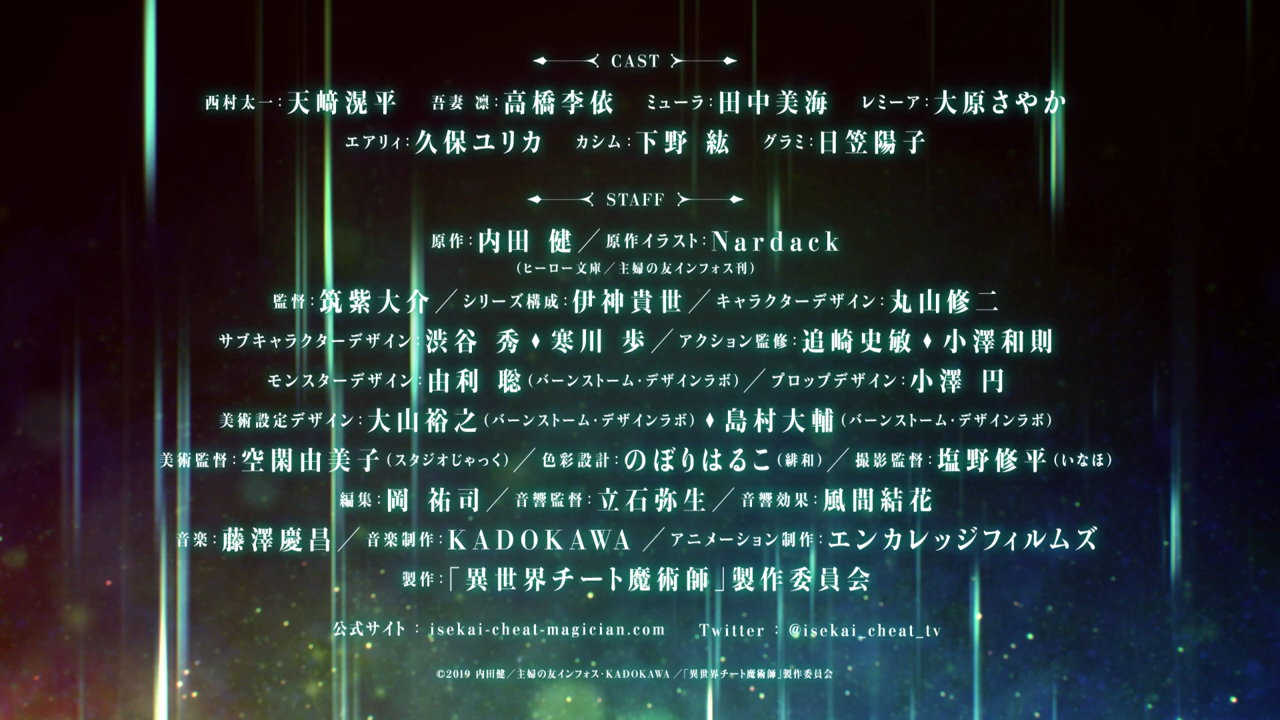 CAST
西村太一：天﨑滉平　吾妻 凛：高橋李依　ミューラ：田中美海　レミーア：大原さやか
エアリィ：久保ユリカ　カシム：下野 紘　グラミ：日笠陽子
STAFF
原作：内田 健／原作イラスト：Nardack
（ヒーロー文庫／主婦の友インフォス刊）
監督：筑紫大介／シリーズ構成：伊神貴世／キャラクターデザイン：丸山修二
サブキャラクターデザイン：渋谷 秀♦寒川 歩／アクション監修：追崎史敏♦小澤和則
モンスターデザイン：由利 聡（バーンストーム・デザインラボ）／プロップデザイン：小澤 円
美術設定デザイン：大山裕之（バーンストーム・デザインラボ）♦島村大輔（バーンストーム・デザインラボ）
美術監督：空閑由美子（スタジオじゃっく）／色彩設計：のぼりはるこ（緋和）／撮影監督：塩野修平（いなほ）
編集：岡 祐司／音響監督：立石弥生／音響効果：風間結花
音楽：藤澤慶昌／音楽制作：KADOKAWA／アニメーション制作：エンカレッジフィルムズ
製作：「異世界チート魔術師」製作委員会
公式サイト：isekai-cheat-magician.com　Twitter：@isekai_cheat_tv
©2019 内田健／主婦の友インフォス・KADOKAWA／「異世界チート魔術師」製作委員会